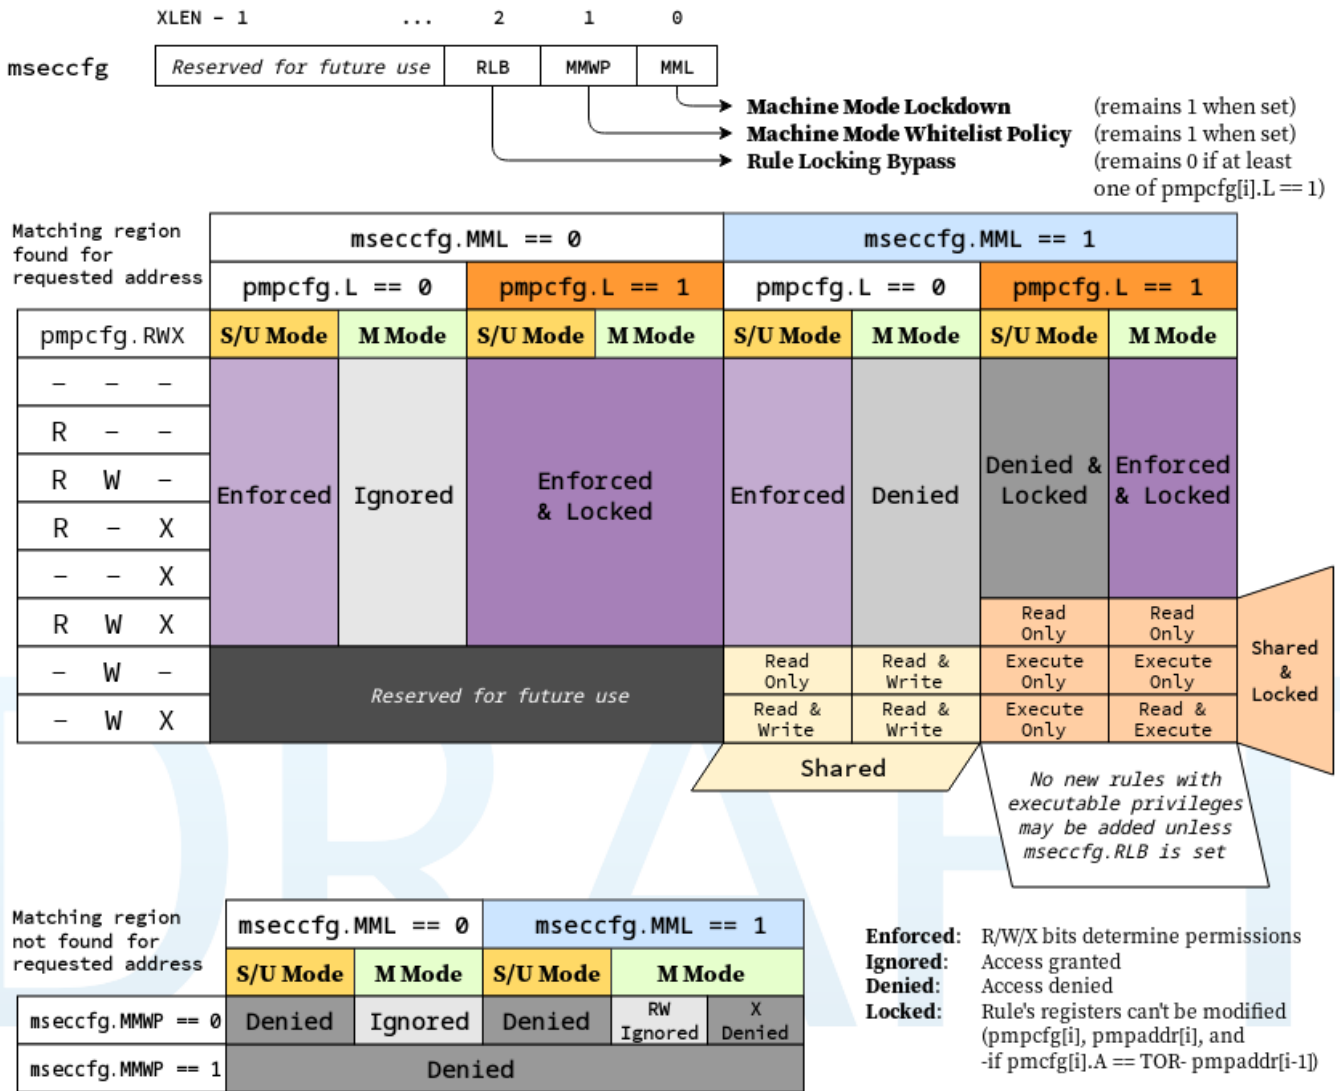 XLEN – 1 ... 2 1 0
mseccfg Reserved for future use RLB MMWP MML
Machine Mode Lockdown (remains 1 when set)
Machine Mode Whitelist Policy (remains 1 when set)
Rule Locking Bypass (remains 0 if at least
one of pmpcfg[i].L == 1)
Matching region
found for
requested address
mseccfg.MML == 0 mseccfg.MML == 1
pmpcfg.L == 0 pmpcfg.L == 1 pmpcfg.L == 0 pmpcfg.L == 1
pmpcfg.RWX S/U Mode M Mode S/U Mode M Mode S/U Mode M Mode S/U Mode M Mode
– – –
R – –
R W –
R – X
– – X
R W X
– W –
– W X
Enforced Ignored Enforced
& Locked
Enforced Denied
Denied &
Locked
Enforced
& Locked
Read
Only
Read
Only
Reserved for future use
Read
Only
Read &
Write
Execute
Only
Execute
Only
Read &
Write
Read &
Write
Execute
Only
Read &
Execute
Shared
&
Locked
Shared
No new rules with
executable privileges
may be added unless
mseccfg.RLB is set
DRAFT
Matching region
not found for
requested address
mseccfg.MML == 0 mseccfg.MML == 1
S/U Mode M Mode S/U Mode M Mode
mseccfg.MMWP == 0 Denied Ignored Denied
RW
Ignored
X
Denied
mseccfg.MMWP == 1 Denied
Enforced: R/W/X bits determine permissions
Ignored: Access granted
Denied: Access denied
Locked: Rule's registers can't be modified
(pmpcfg[i], pmpaddr[i], and
-if pmcfg[i].A == TOR- pmpaddr[i-1])